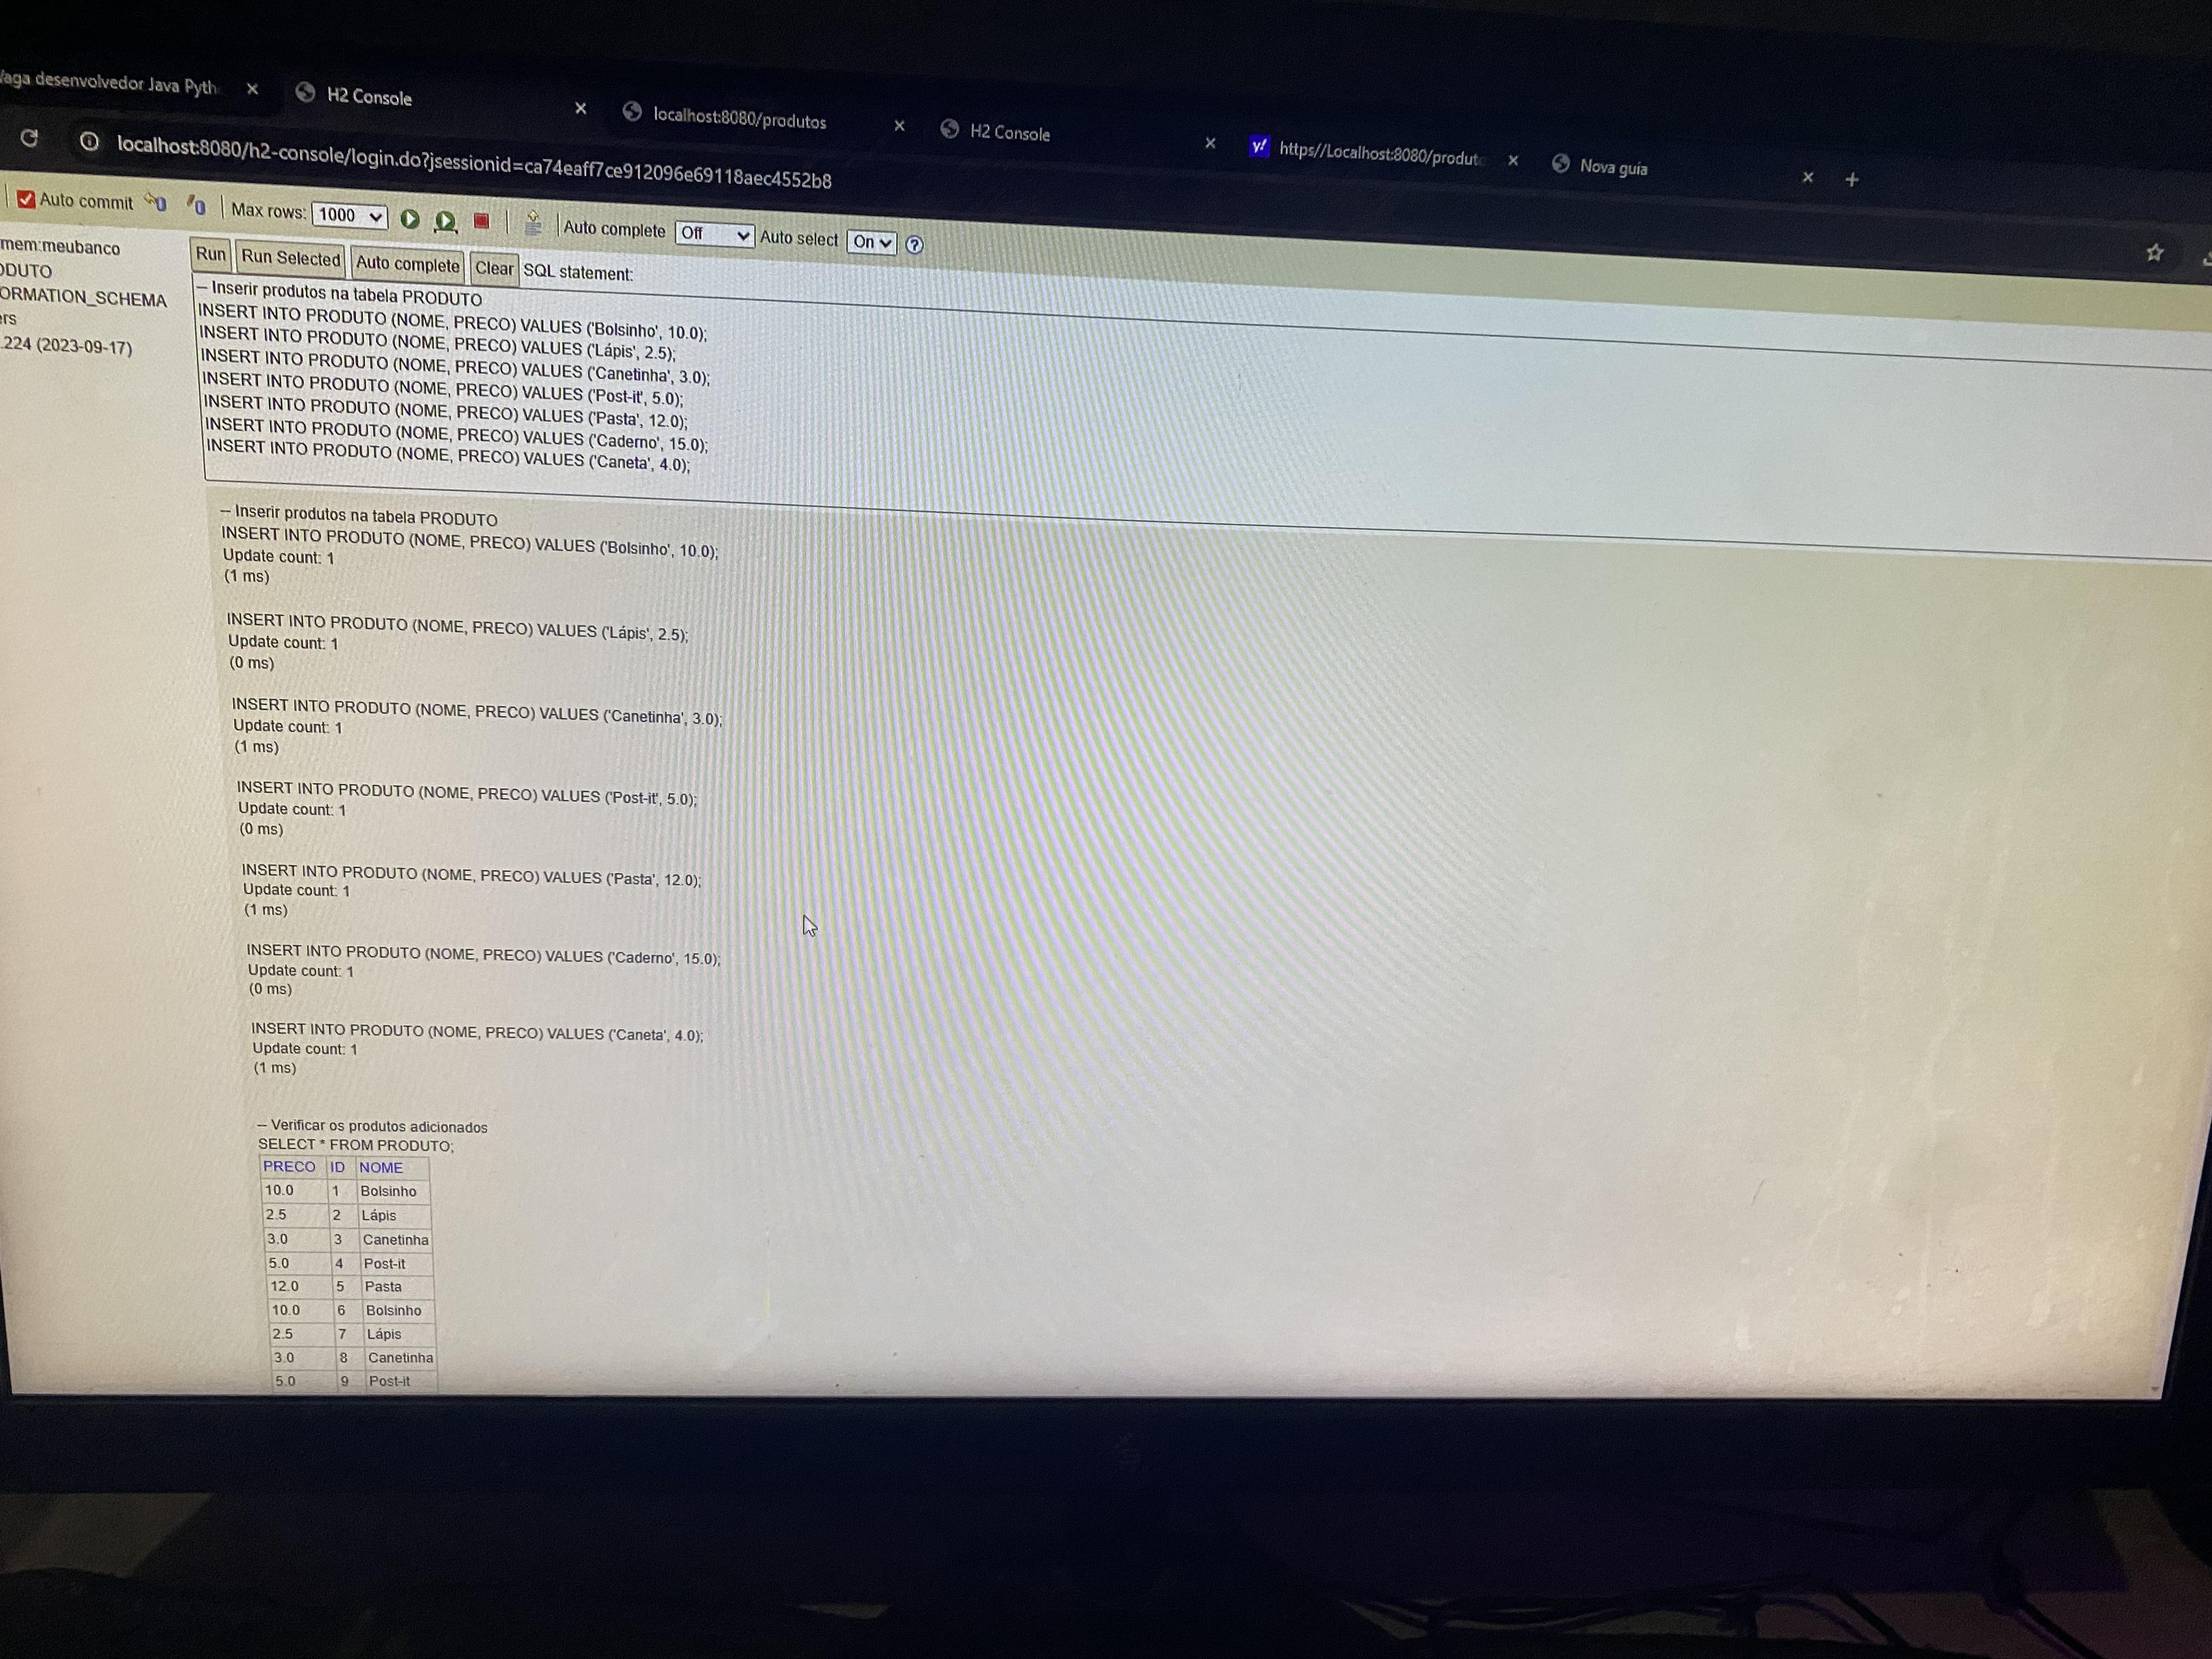 Vaga desenvolvedor Java Pyth
H2 Console
localhost:8080/produtos
H2 Console
y! https//Localhost:8080/produt
Nova guia
localhost:8080/h2-console/login.do?jsessionid=ca74eaff7ce912096e69118aec4552b8
Auto commit
Max rows: 1000
Auto complete Off
Auto select On
mem:meubanco
ODUTO
ORMATION_SCHEMA
ers
.224 (2023-09-17)
Run
Run Selected
Auto complete
Clear
SQL statement:
-- Inserir produtos na tabela PRODUTO
INSERT INTO PRODUTO (NOME, PRECO) VALUES ('Bolsinho', 10.0);
INSERT INTO PRODUTO (NOME, PRECO) VALUES ('Lápis', 2.5);
INSERT INTO PRODUTO (NOME, PRECO) VALUES ('Canetinha', 3.0);
INSERT INTO PRODUTO (NOME, PRECO) VALUES ('Post-it', 5.0);
INSERT INTO PRODUTO (NOME, PRECO) VALUES ('Pasta', 12.0);
INSERT INTO PRODUTO (NOME, PRECO) VALUES ('Caderno', 15.0);
INSERT INTO PRODUTO (NOME, PRECO) VALUES ('Caneta', 4.0);
-- Inserir produtos na tabela PRODUTO
INSERT INTO PRODUTO (NOME, PRECO) VALUES ('Bolsinho', 10.0);
Update count: 1
(1 ms)
INSERT INTO PRODUTO (NOME, PRECO) VALUES ('Lápis', 2.5);
Update count: 1
(0 ms)
INSERT INTO PRODUTO (NOME, PRECO) VALUES ('Canetinha', 3.0);
Update count: 1
(1 ms)
INSERT INTO PRODUTO (NOME, PRECO) VALUES ('Post-it', 5.0);
Update count: 1
(0 ms)
INSERT INTO PRODUTO (NOME, PRECO) VALUES ('Pasta', 12.0);
Update count: 1
(1 ms)
INSERT INTO PRODUTO (NOME, PRECO) VALUES ('Caderno', 15.0);
Update count: 1
(0 ms)
INSERT INTO PRODUTO (NOME, PRECO) VALUES ('Caneta', 4.0);
Update count: 1
(1 ms)
-- Verificar os produtos adicionados
SELECT * FROM PRODUTO;
PRECO ID NOME
10.0 1 Bolsinho
2.5 2 Lápis
3.0 3 Canetinha
5.0 4 Post-it
12.0 5 Pasta
10.0 6 Bolsinho
2.5 7 Lápis
3.0 8 Canetinha
5.0 9 Post-it